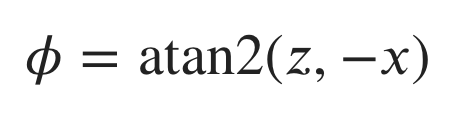 ϕ = atan2(z, −x)